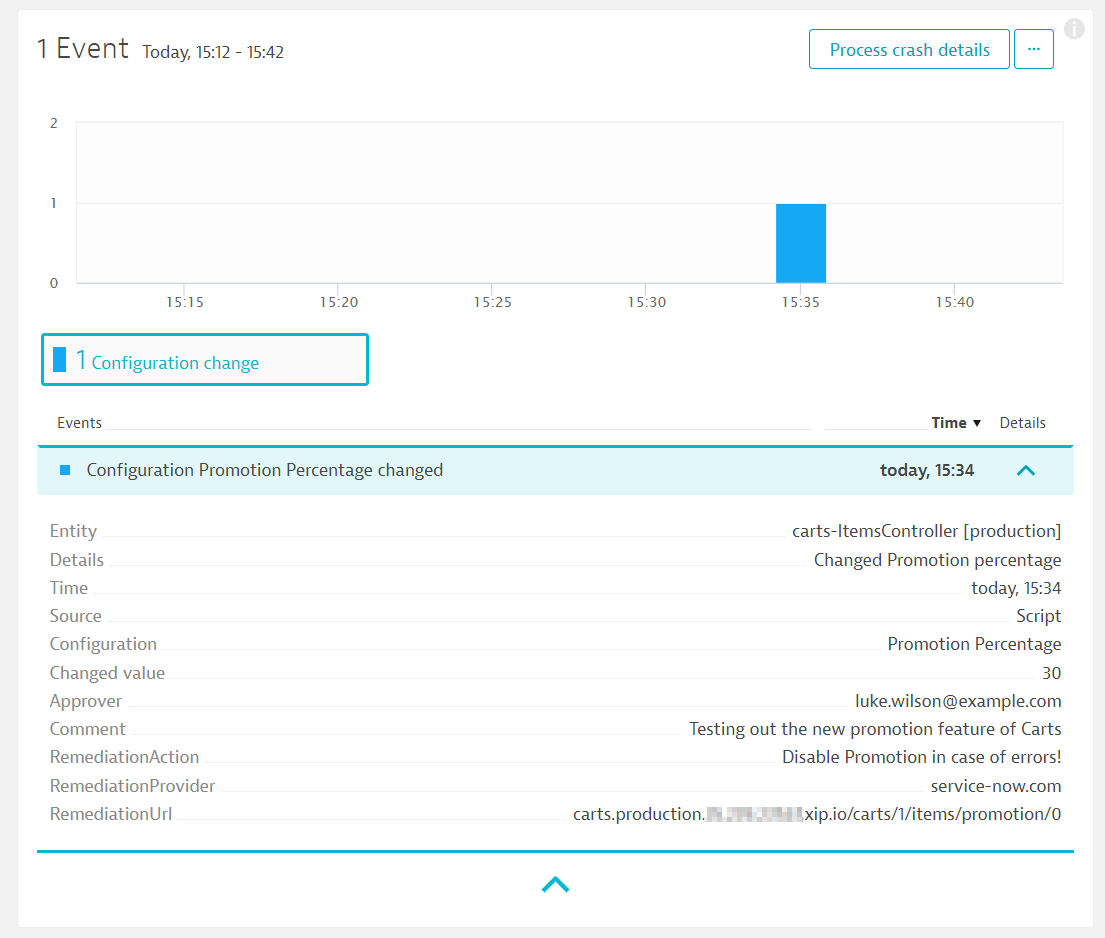 1 Event Today, 15:12 - 15:42
Process crash details
...
i
2
1
0
15:15 15:20 15:25 15:30 15:35 15:40
1 Configuration change
Events Time ▼ Details
Configuration Promotion Percentage changed today, 15:34
Entity carts-ItemsController [production]
Details Changed Promotion percentage
Time today, 15:34
Source Script
Configuration Promotion Percentage
Changed value 30
Approver luke.wilson@example.com
Comment Testing out the new promotion feature of Carts
RemediationAction Disable Promotion in case of errors!
RemediationProvider service-now.com
RemediationUrl carts.production. .xip.io/carts/1/items/promotion/0